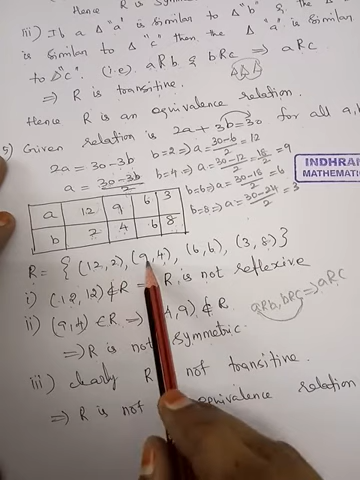 Hence R is Symm
iii) If a Δ "a" is similar to Δ "b" & the Δ
is similar to Δ "c" then the Δ "a" is similar
to Δ "c". (i.e) aRb & bRc ⇒ aRc
⇒ R is transitive.
Hence R is an equivalence relation.
5) Given relation is 2a + 3b = 30 for all a,b
2a = 30 - 3b
a = (30 - 3b)/2
b=2 ⇒ a = (30-6)/2 = 12
b=4 ⇒ a = (30-12)/2 = 18/2 = 9
b=6 ⇒ a = (30-18)/2 = 6
b=8 ⇒ a = (30-24)/2 = 3
INDHRAN
MATHEMATIC
a 12 9 6 3
b 2 4 6 8
R = { (12,2), (9,4), (6,6), (3,8) }
i) (12,12) ∉ R R is not reflexive
aRb, bRc ⇒ aRC
ii) (9,4) ∈ R ⇒ 4,9) ∉ R
⇒ R is not symmetric.
iii) clearly R not transitive.
⇒ R is not equivalence relation